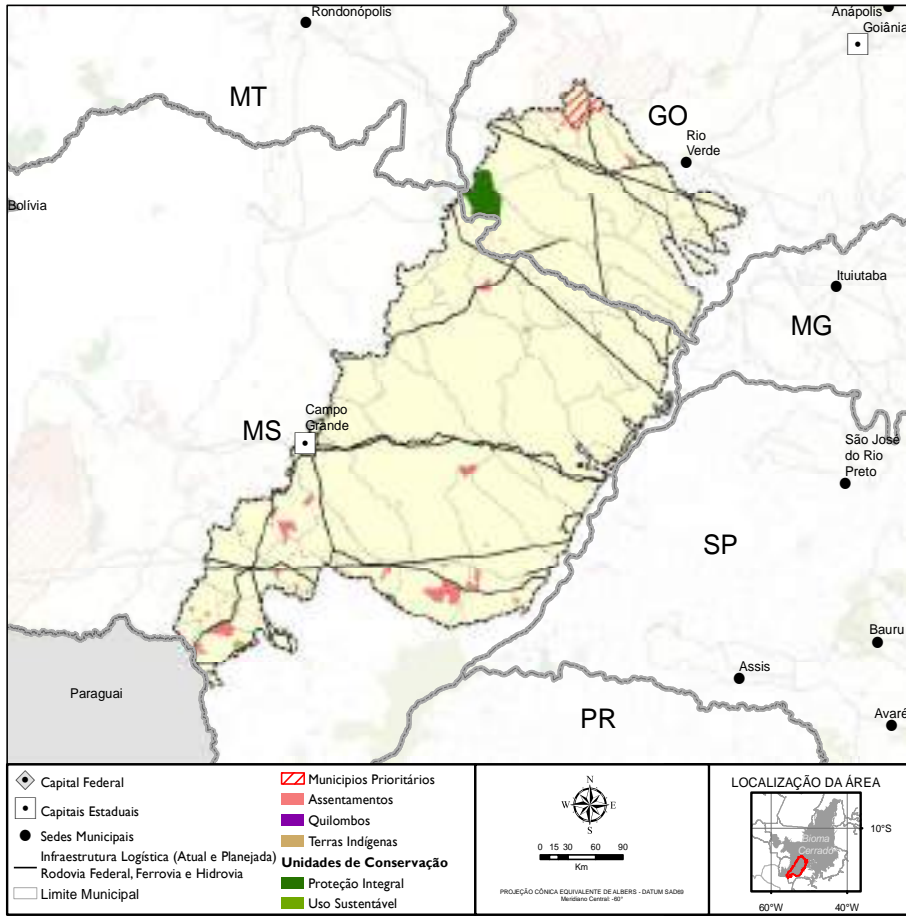 Rondonópolis
Anápolis
Goiânia
MT
GO
Rio
Verde
Bolívia
Ituiutaba
MG
Campo
Grande
MS
São José
do Rio
Preto
SP
Bauru
Assis
Paraguai
PR
Avaré
Capital Federal
Capitais Estaduais
Sedes Municipais
Infraestrutura Logística (Atual e Planejada)
Rodovia Federal, Ferrovia e Hidrovia
Limite Municipal
Municipios Prioritários
Assentamentos
Quilombos
Terras Indígenas
Unidades de Conservação
Proteção Integral
Uso Sustentável
N
W E
S
0 15 30 60 90
Km
PROJEÇÃO CÔNICA EQUIVALENTE DE ALBERS - DATUM SAD69
Meridiano Central: -60°
LOCALIZAÇÃO DA ÁREA
10°S
Bioma
Cerrado
60°W 40°W